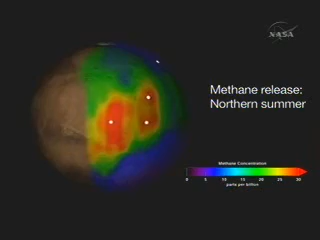 NASA
Methane release:
Northern summer
Methane Concentration
0 5 10 15 20 25 30
parts per billion